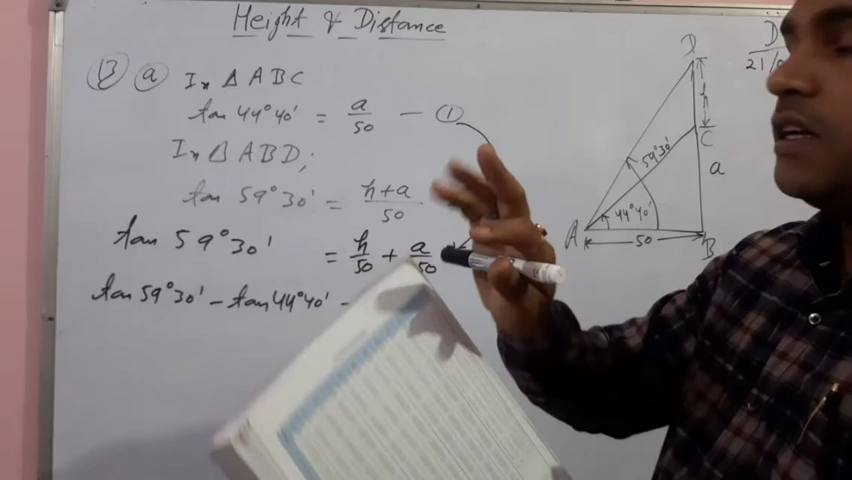 Height & Distance
13 a In △ ABC
tan 44°40' = a/50 — 1
In △ ABD;
tan 59°30' = h+a/50
tan 59°30' = h/50 + a/50
tan 59°30' - tan 44°40' -
D
h
C
a
59°30'
44°40'
A
50
B
D
21/